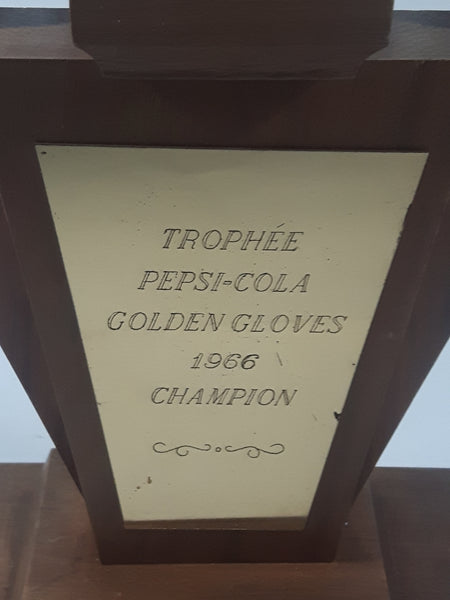 TROPHÉE
PEPSI-COLA
GOLDEN GLOVES
1966
CHAMPION